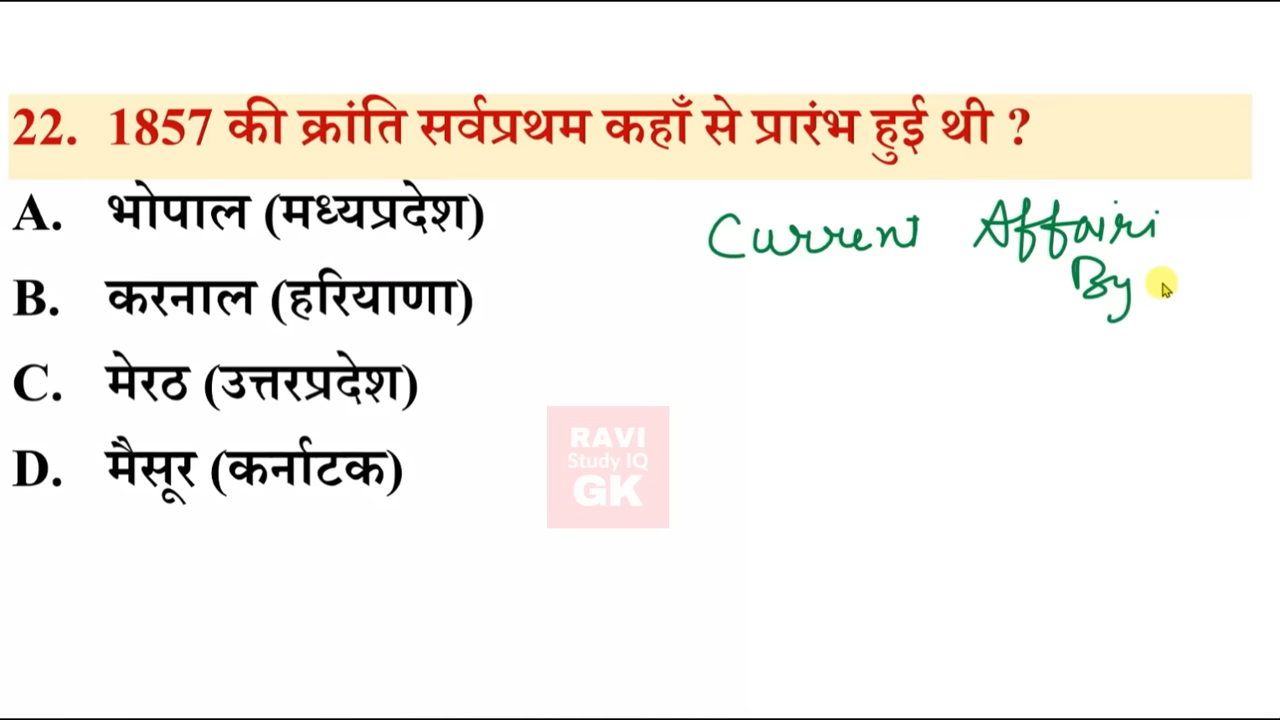 22. 1857 की क्रांति सर्वप्रथम कहाँ से प्रारंभ हुई थी ?
A. भोपाल (मध्यप्रदेश)
B. करनाल (हरियाणा)
C. मेरठ (उत्तरप्रदेश)
D. मैसूर (कर्नाटक)
Current Affairi
By
RAVI
Study IQ
GK